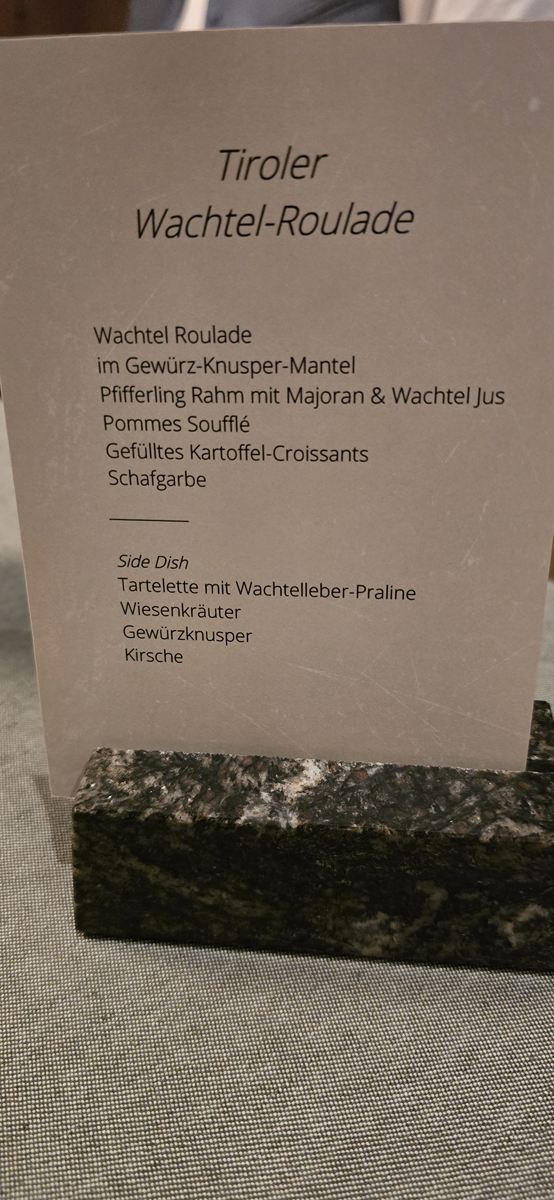 Tiroler
Wachtel-Roulade
Wachtel Roulade
im Gewürz-Knusper-Mantel
Pfifferling Rahm mit Majoran & Wachtel Jus
Pommes Soufflé
Gefülltes Kartoffel-Croissants
Schafgarbe
Side Dish
Tartelette mit Wachtelleber-Praline
Wiesenkräuter
Gewürzknusper
Kirsche